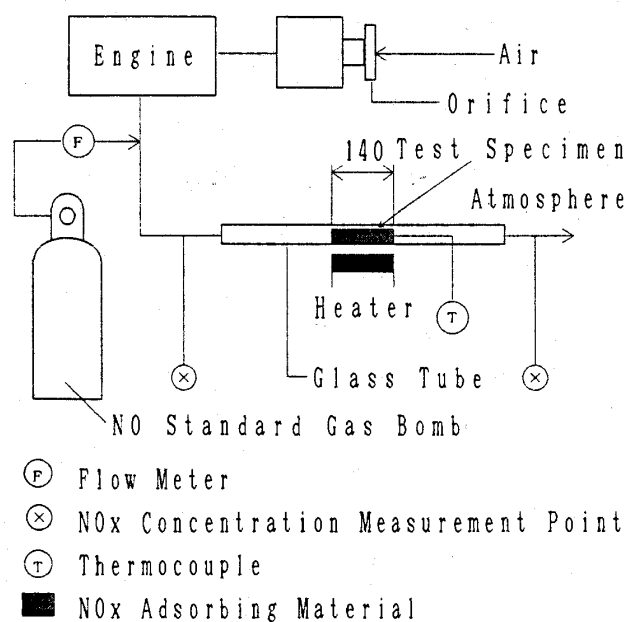 Engine
Air
Orifice
F
140 Test Specimen
Atmosphere
Heater
T
Glass Tube
NO Standard Gas Bomb
F Flow Meter
NOx Concentration Measurement Point
T Thermocouple
NOx Adsorbing Material